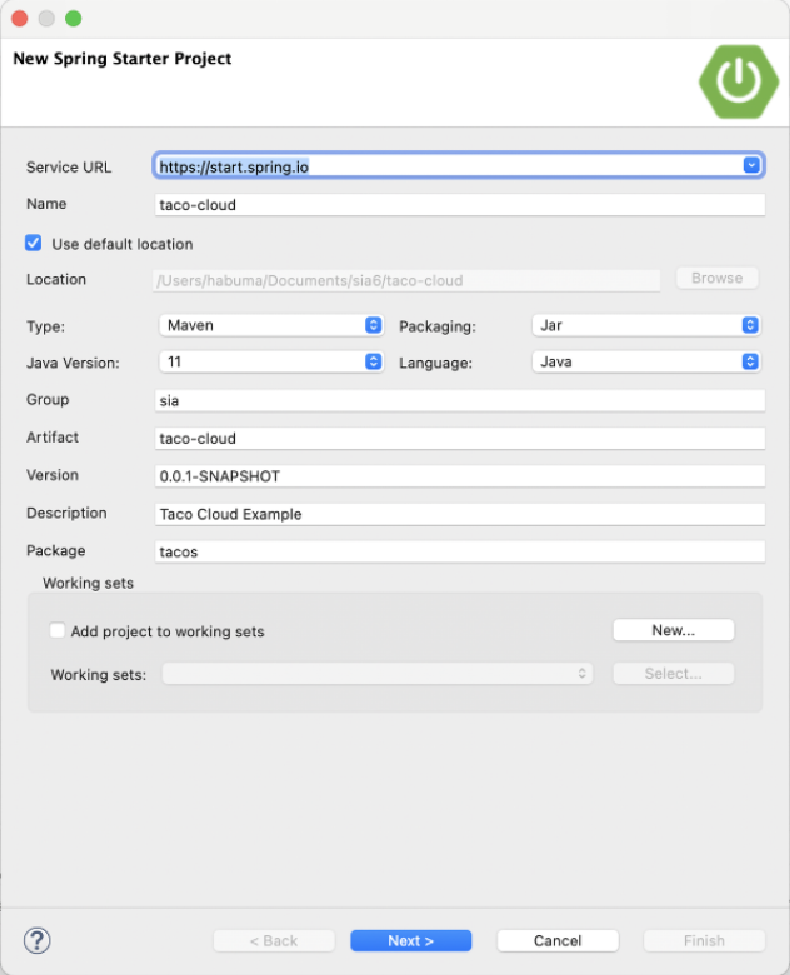 New Spring Starter Project
Service URL https://start.spring.io
Name taco-cloud
Use default location
Location /Users/habuma/Documents/sia6/taco-cloud Browse
Type: Maven Packaging: Jar
Java Version: 11 Language: Java
Group sia
Artifact taco-cloud
Version 0.0.1-SNAPSHOT
Description Taco Cloud Example
Package tacos
Working sets
Add project to working sets New...
Working sets: Select...
? < Back Next > Cancel Finish